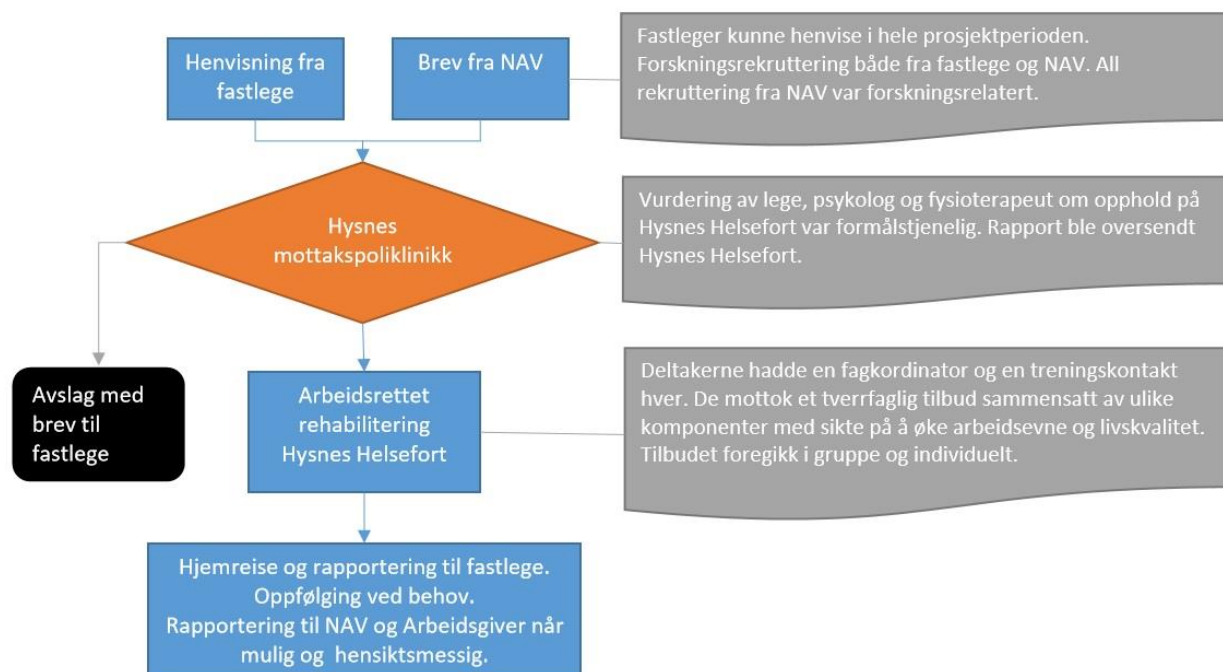 Henvisning fra
fastlege
Brev fra NAV
Fastleger kunne henvise i hele prosjektperioden.
Forskningsrekruttering både fra fastlege og NAV. All
rekruttering fra NAV var forskningsrelatert.
Hysnes
mottakspoliklinikk
Vurdering av lege, psykolog og fysioterapeut om opphold på
Hysnes Helsefort var formålstjenelig. Rapport ble oversendt
Hysnes Helsefort.
Avslag med
brev til
fastlege
Arbeidsrettet
rehabilitering
Hysnes Helsefort
Deltakerne hadde en fagkordinator og en treningskontakt
hver. De mottok et tverrfaglig tilbud sammensatt av ulike
komponenter med sikte på å øke arbeidsevne og livskvalitet.
Tilbudet foregikk i gruppe og individuelt.
Hjemreise og rapportering til fastlege.
Oppfølging ved behov.
Rapportering til NAV og Arbeidsgiver når
mulig og hensiktsmessig.